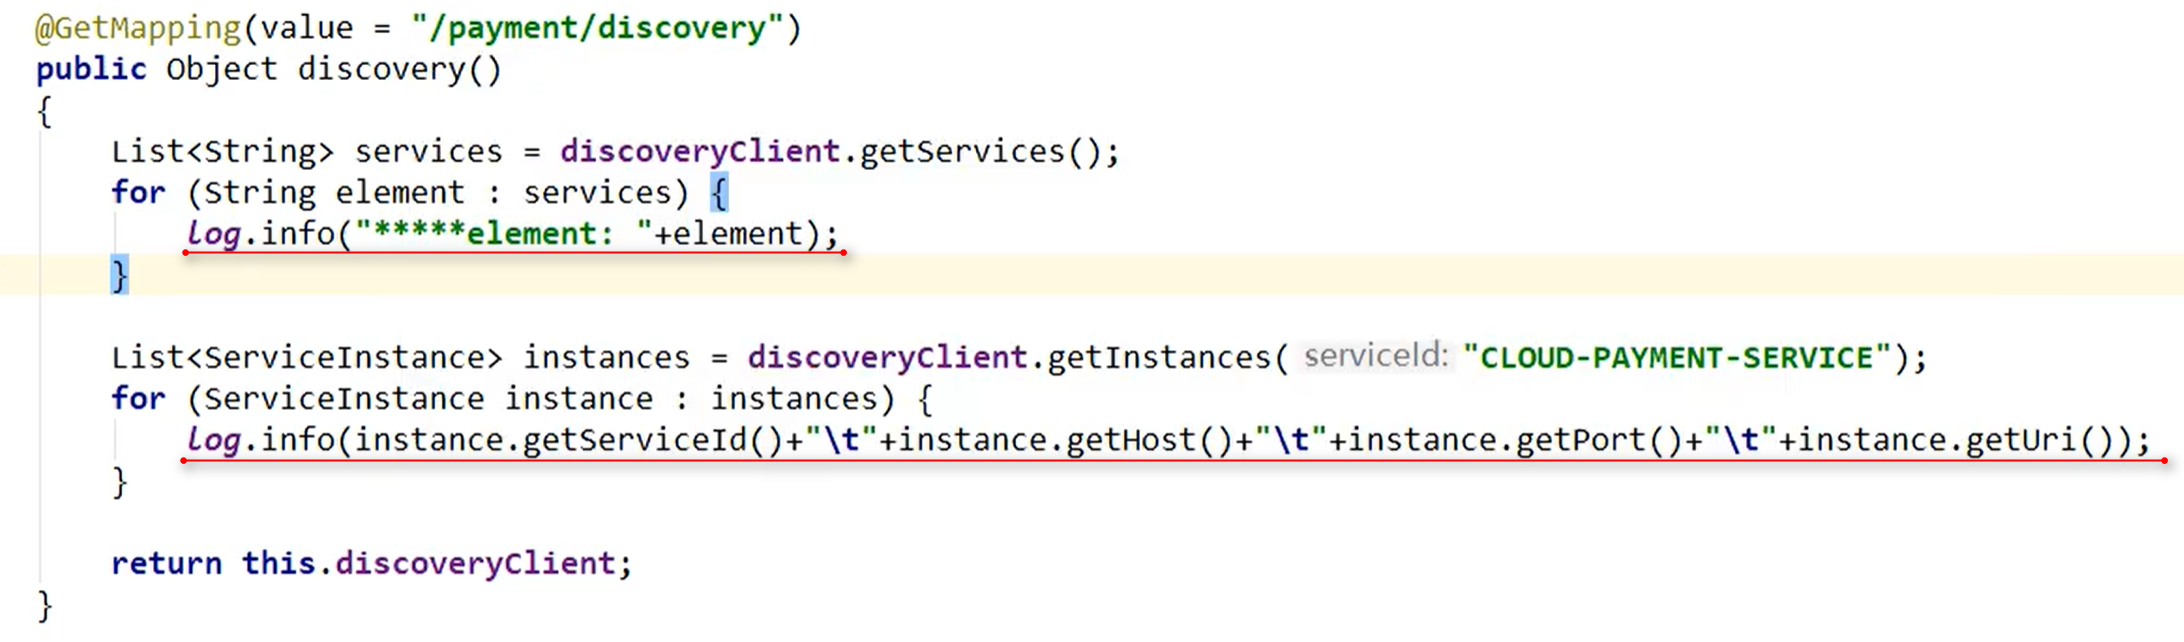 @GetMapping(value = "/payment/discovery")
public Object discovery()
{
    List<String> services = discoveryClient.getServices();
    for (String element : services) {
        log.info("*****element: "+element);
    }

    List<ServiceInstance> instances = discoveryClient.getInstances( serviceId: "CLOUD-PAYMENT-SERVICE");
    for (ServiceInstance instance : instances) {
        log.info(instance.getServiceId()+"\t"+instance.getHost()+"\t"+instance.getPort()+"\t"+instance.getUri());
    }

    return this.discoveryClient;
}